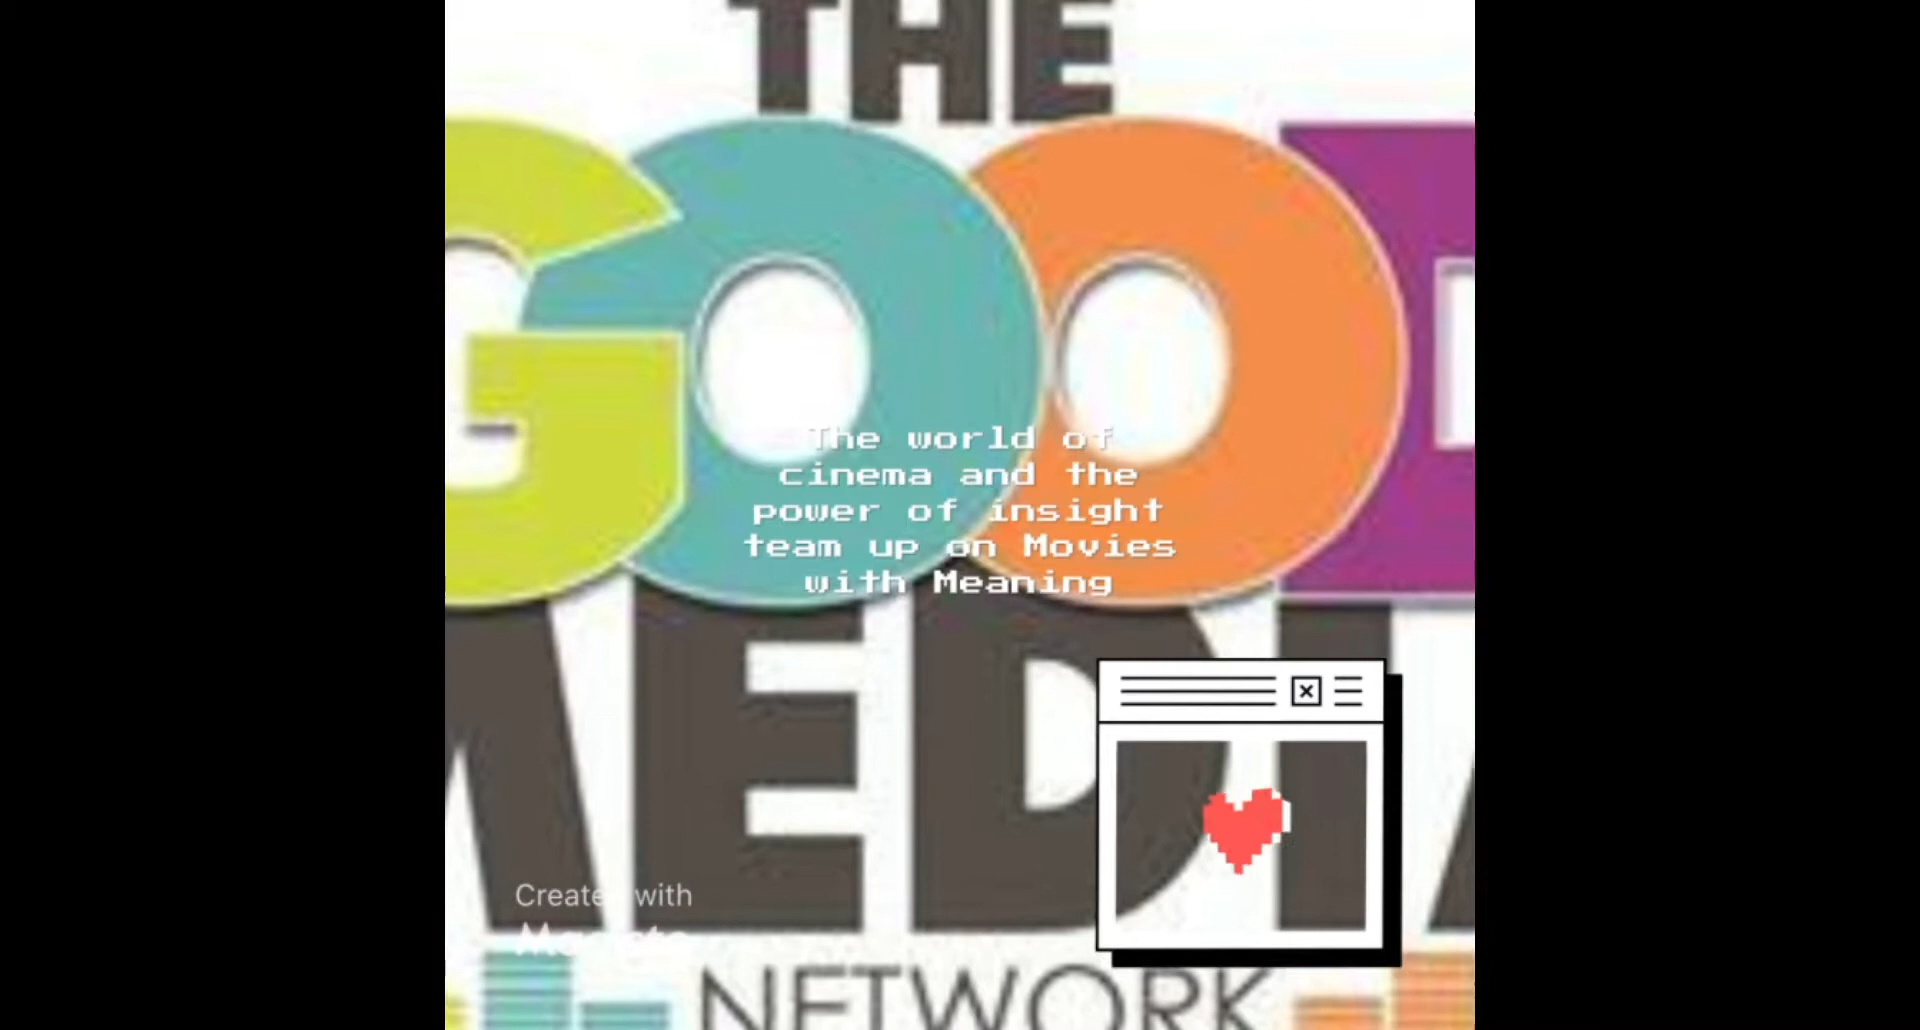 THE
GOOD
MEDIA
The world of
cinema and the
power of insight
team up on Movies
with Meaning
Created with
NETWORK